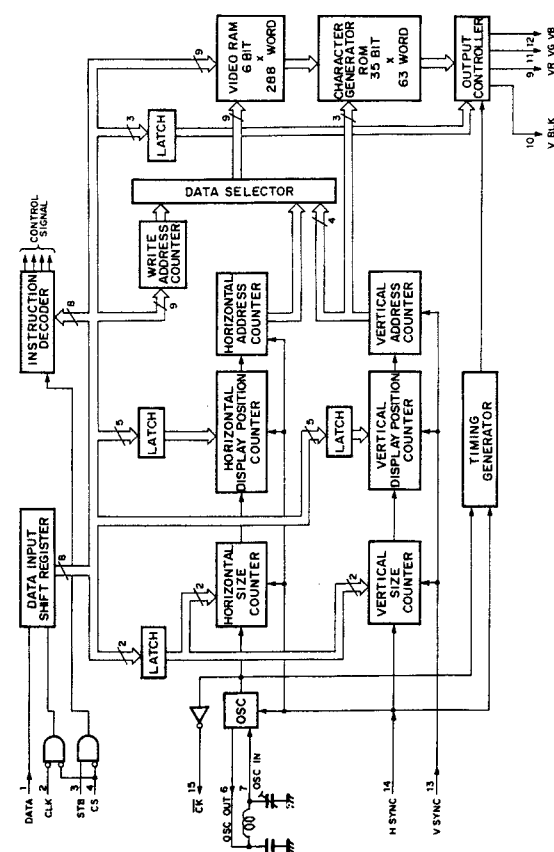 DATA 1
CLK 2
STB 3
CS 4
DATA INPUT
SHIFT REGISTER
8
INSTRUCTION
DECODER
CONTROL
SIGNAL
8
9
VIDEO RAM
6 BIT
x
288 WORD
CHARACTER
GENERATOR
ROM
35 BIT
x
63 WORD
OUTPUT
CONTROLLER
12 VB
11 VG
9 VR
10 V BLK
3
LATCH
9
3
DATA SELECTOR
4
WRITE
ADDRESS
COUNTER
9
2
LATCH
2
5
LATCH
HORIZONTAL
SIZE
COUNTER
HORIZONTAL
DISPLAY POSITION
COUNTER
HORIZONTAL
ADDRESS
COUNTER
5
LATCH
2
VERTICAL
SIZE
COUNTER
VERTICAL
DISPLAY POSITION
COUNTER
VERTICAL
ADDRESS
COUNTER
CK 15
OSC
OSC OUT 6
7 OSC IN
H SYNC 14
V SYNC 13
TIMING
GENERATOR